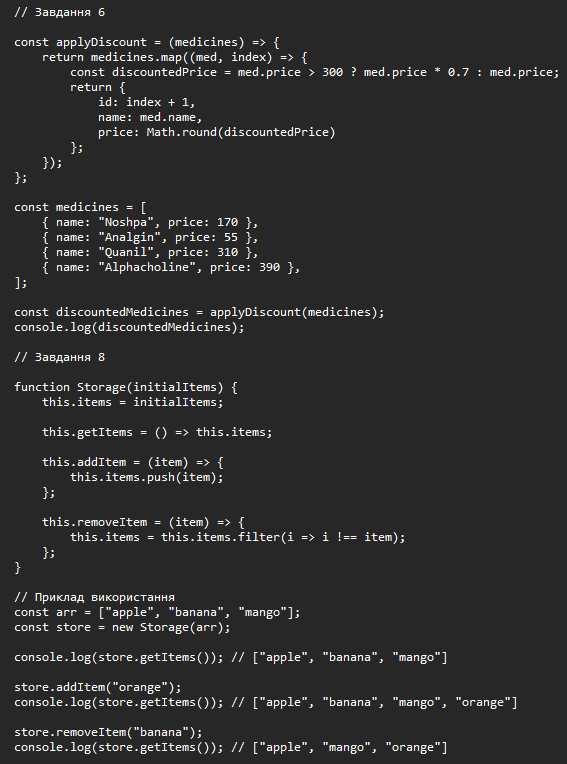 // Завдання 6
const applyDiscount = (medicines) => {
    return medicines.map((med, index) => {
        const discountedPrice = med.price > 300 ? med.price * 0.7 : med.price;
        return {
            id: index + 1,
            name: med.name,
            price: Math.round(discountedPrice)
        };
    });
};
const medicines = [
    { name: "Noshpa", price: 170 },
    { name: "Analgin", price: 55 },
    { name: "Quanil", price: 310 },
    { name: "Alphacholine", price: 390 },
];
const discountedMedicines = applyDiscount(medicines);
console.log(discountedMedicines);
// Завдання 8
function Storage(initialItems) {
    this.items = initialItems;
    this.getItems = () => this.items;
    this.addItem = (item) => {
        this.items.push(item);
    };
    this.removeItem = (item) => {
        this.items = this.items.filter(i => i !== item);
    };
}
// Приклад використання
const arr = ["apple", "banana", "mango"];
const store = new Storage(arr);
console.log(store.getItems()); // ["apple", "banana", "mango"]
store.addItem("orange");
console.log(store.getItems()); // ["apple", "banana", "mango", "orange"]
store.removeItem("banana");
console.log(store.getItems()); // ["apple", "mango", "orange"]